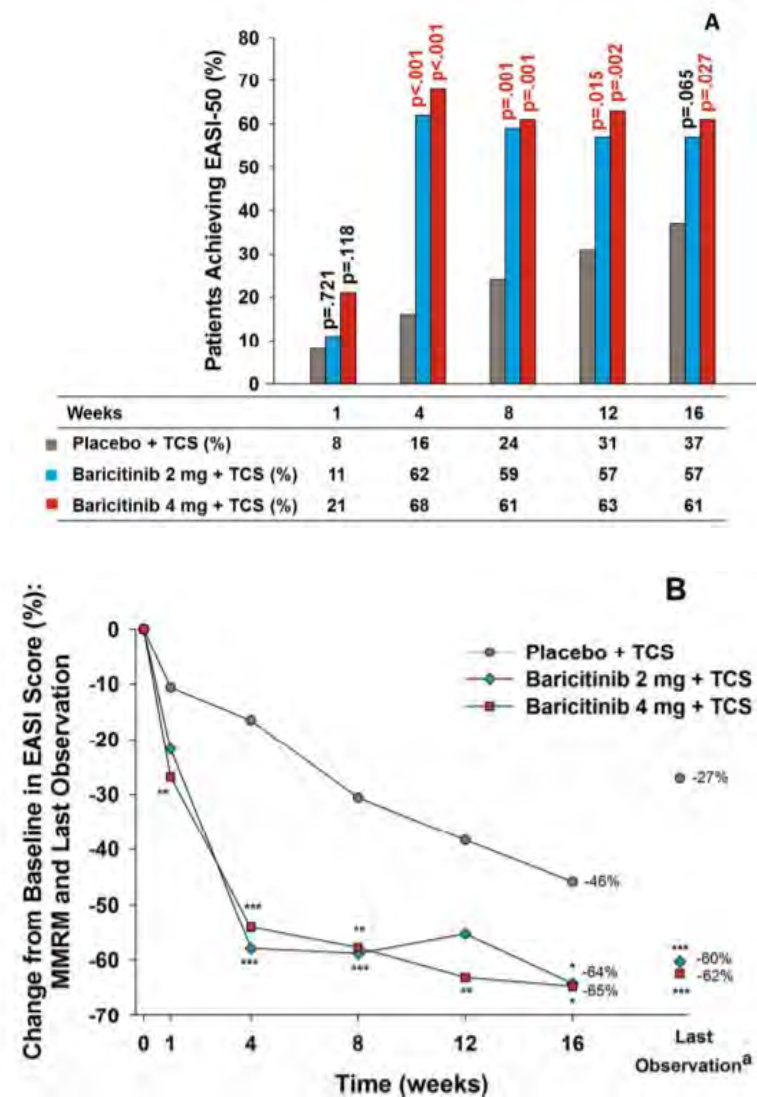 A
Patients Achieving EASI-50 (%)
80
70
60
50
40
30
20
10
0
p=.721
p=.118
p<.001
p<.001
p=.001
p=.001
p=.015
p=.002
p=.065
p=.027
Weeks 1 4 8 12 16
Placebo + TCS (%) 8 16 24 31 37
Baricitinib 2 mg + TCS (%) 11 62 59 57 57
Baricitinib 4 mg + TCS (%) 21 68 61 63 61
B
Change from Baseline in EASI Score (%):
MMRM and Last Observation
0
-10
-20
-30
-40
-50
-60
-70
Placebo + TCS
Baricitinib 2 mg + TCS
Baricitinib 4 mg + TCS
-27%
-46%
**
***
***
**
***
**
*
-64%
-65%
*
***
-60%
-62%
***
0 1 4 8 12 16
Last
Observationa
Time (weeks)